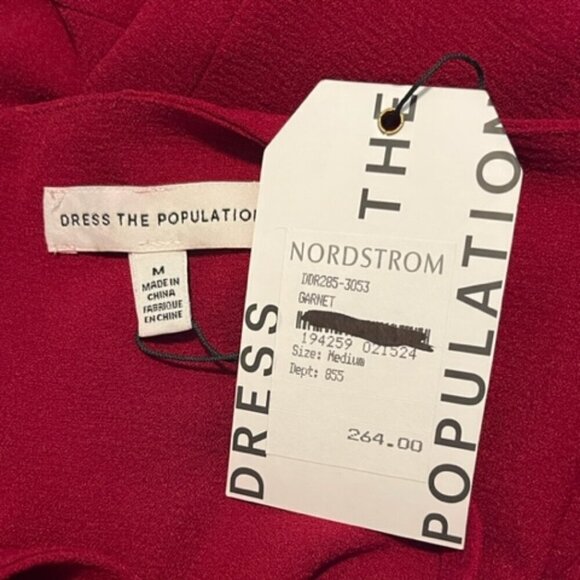 DRESS THE POPULATION
M
MADE IN
CHINA
FABRIQUE
EN CHINE
DRESS THE
POPULATION
NORDSTROM
DDR285-3053
GARNET
194259 021524
Size: Medium
Dept: 855
264.00